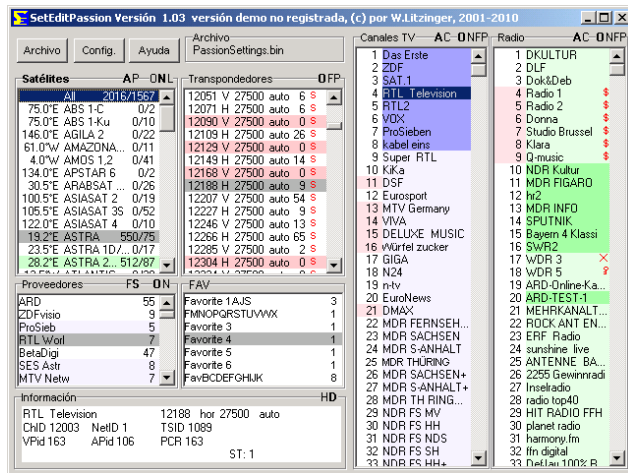 SetEditPassion Versión 1.03 versión demo no registrada, (c) por W.Litzinger, 2001-2010
Archivo Config. Ayuda
Archivo
PassionSettings.bin
Satélites AP-ONL
All 2016/1567
75.0°E ABS 1-C 0/2
75.0°E ABS 1-Ku 0/10
146.0°E AGILA 2 0/22
61.0°W AMAZONA... 0/11
4.0°W AMOS 1,2 0/41
134.0°E APSTAR 6 0/2
30.5°E ARABSAT ... 0/26
100.5°E ASIASAT 2 0/19
105.5°E ASIASAT 3S 0/52
122.0°E ASIASAT 4 0/10
19.2°E ASTRA 550/75
23.5°E ASTRA 1D/... 0/17
28.2°E ASTRA 2... 512/87
Transpondedores OFP
12051 V 27500 auto 6 S
12071 H 27500 auto 6 S
12090 V 27500 auto 0 S
12109 H 27500 auto 26 S
12129 V 27500 auto 0 S
12149 H 27500 auto 14 S
12168 V 27500 auto 0 S
12188 H 27500 auto 9 S
12207 V 27500 auto 54 S
12227 H 27500 auto 9 S
12246 V 27500 auto 13 S
12266 H 27500 auto 65 S
12285 V 27500 auto 2 S
12304 H 27500 auto 0 S
Proveedores FS ON
ARD 55
ZDFvisio 9
ProSieb 5
RTL Worl 7
BetaDigi 47
SES Astr 8
MTV Netw 7
FAV
Favorite 1AJS 3
FMNOPQRSTUVWX 1
Favorite 3 1
Favorite 4 1
Favorite 5 1
Favorite 6 1
FavBCDEFGHIJK 8
Información HD-
RTL Television 12188 hor 27500 auto
ChID 12003 NetID 1 TSID 1089
VPid 163 APid 106 PCR 163
ST: 1
Canales TV AC-ONFP
1 Das Erste
2 ZDF
3 SAT.1
4 RTL Television
5 RTL2
6 VOX
7 ProSieben
8 kabel eins
9 Super RTL
10 KiKa
11 DSF
12 Eurosport
13 MTV Germany
14 VIVA
15 DELUXE MUSIC
16 Würfel zucker
17 GIGA
18 N24
19 n-tv
20 EuroNews
21 DMAX
22 MDR FERNSEH...
23 MDR SACHSEN
24 MDR S-ANHALT
25 MDR THÜRING
26 MDR SACHSEN+
27 MDR S-ANHALT+
28 MDR TH RING...
29 NDR FS MV
30 NDR FS HH
31 NDR FS NDS
32 NDR FS SH
33 NDR FS HH+
Radio AC-ONFP
1 DKULTUR
2 DLF
3 Dok&Deb
4 Radio 1 $
5 Radio 2 $
6 Donna $
7 Studio Brussel $
8 Klara $
9 Q-music $
10 NDR Kultur
11 MDR FIGARO
12 hr2
13 MDR INFO
14 SPUTNIK
15 Bayern 4 Klassi
16 SWR2
17 WDR 3
18 WDR 5 ?
19 ARD-Online-Ka...
20 ARD-TEST-1
21 MEHRKANALT...
22 ROCK ANT EN...
23 ERF Radio
24 sunshine live
25 ANTENNE BA...
26 2255 Gewinnradi
27 Inselradio
28 radio top40
29 HIT RADIO FFH
30 planet radio
31 harmony.fm
32 ffn digital
33 DefJau 100% R